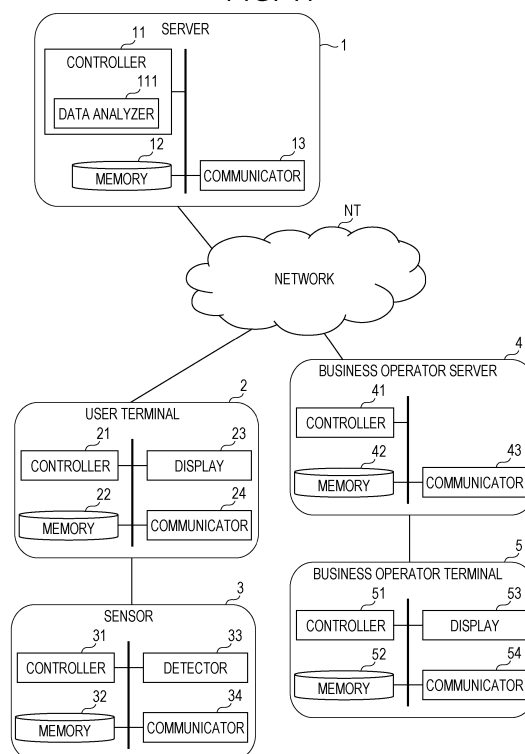 SERVER
1
11
CONTROLLER
111
DATA ANALYZER
12
MEMORY
13
COMMUNICATOR
NT
NETWORK
2
USER TERMINAL
21
CONTROLLER
23
DISPLAY
22
MEMORY
24
COMMUNICATOR
4
BUSINESS OPERATOR SERVER
41
CONTROLLER
42
MEMORY
43
COMMUNICATOR
3
SENSOR
31
CONTROLLER
33
DETECTOR
32
MEMORY
34
COMMUNICATOR
5
BUSINESS OPERATOR TERMINAL
51
CONTROLLER
53
DISPLAY
52
MEMORY
54
COMMUNICATOR